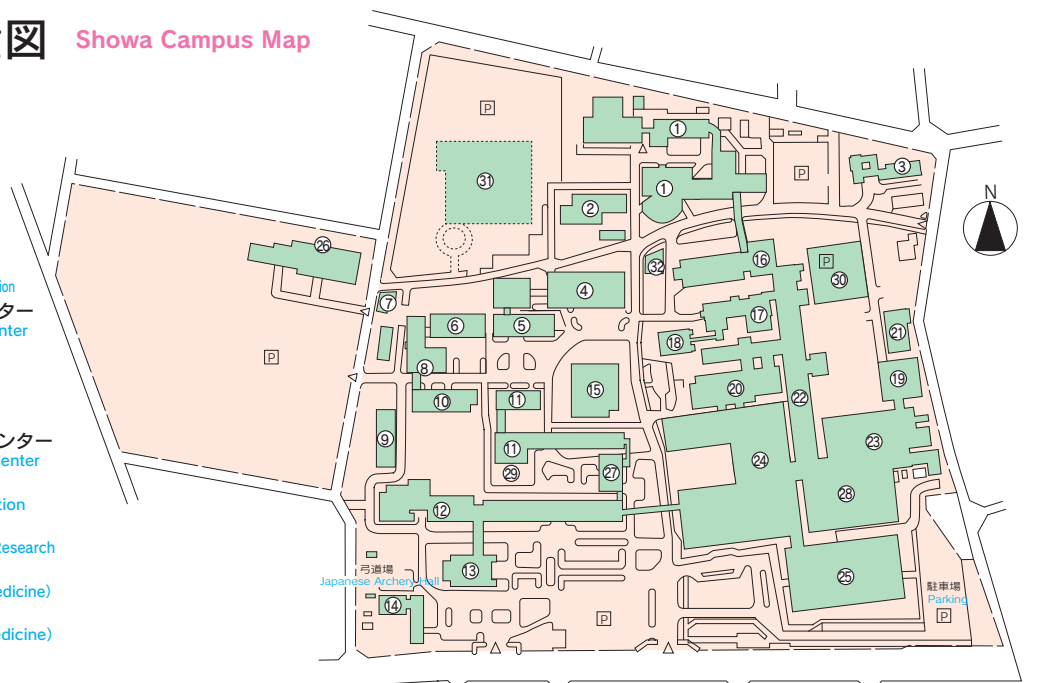 図 Showa Campus Map
ion
ター
nter
ンター
enter
tion
Research
edicine)
edicine)
N
P
①
③
P
㉛
①
②
㉖
⑯
P
㉚
㉜
④
⑦
⑥
⑤
⑰
㉑
⑱
P
⑧
⑲
⑮
⑳
⑩
⑪
㉒
⑨
㉓
⑪
㉔
㉙
㉗
㉘
⑫
弓道場
Japanese Archery Hall
⑬
㉕
駐車場
Parking
⑭
P
P